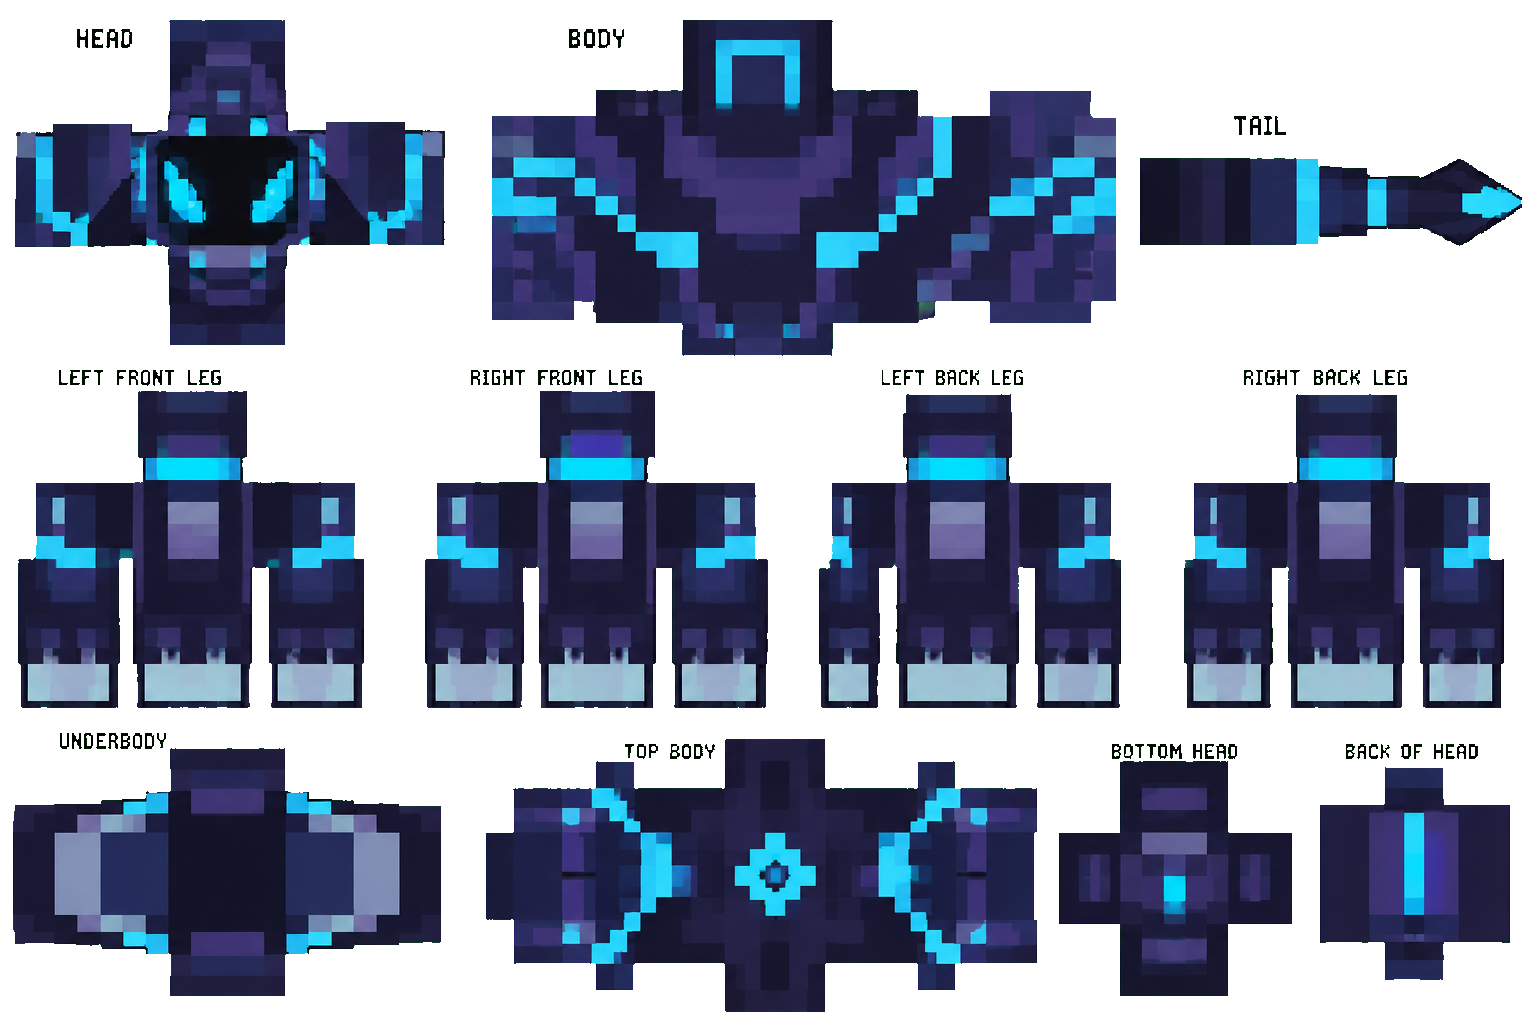 HEAD
BODY
TAIL
LEFT FRONT LEG
RIGHT FRONT LEG
LEFT BACK LEG
RIGHT BACK LEG
UNDERBODY
TOP BODY
BOTTOM HEAD
BACK OF HEAD